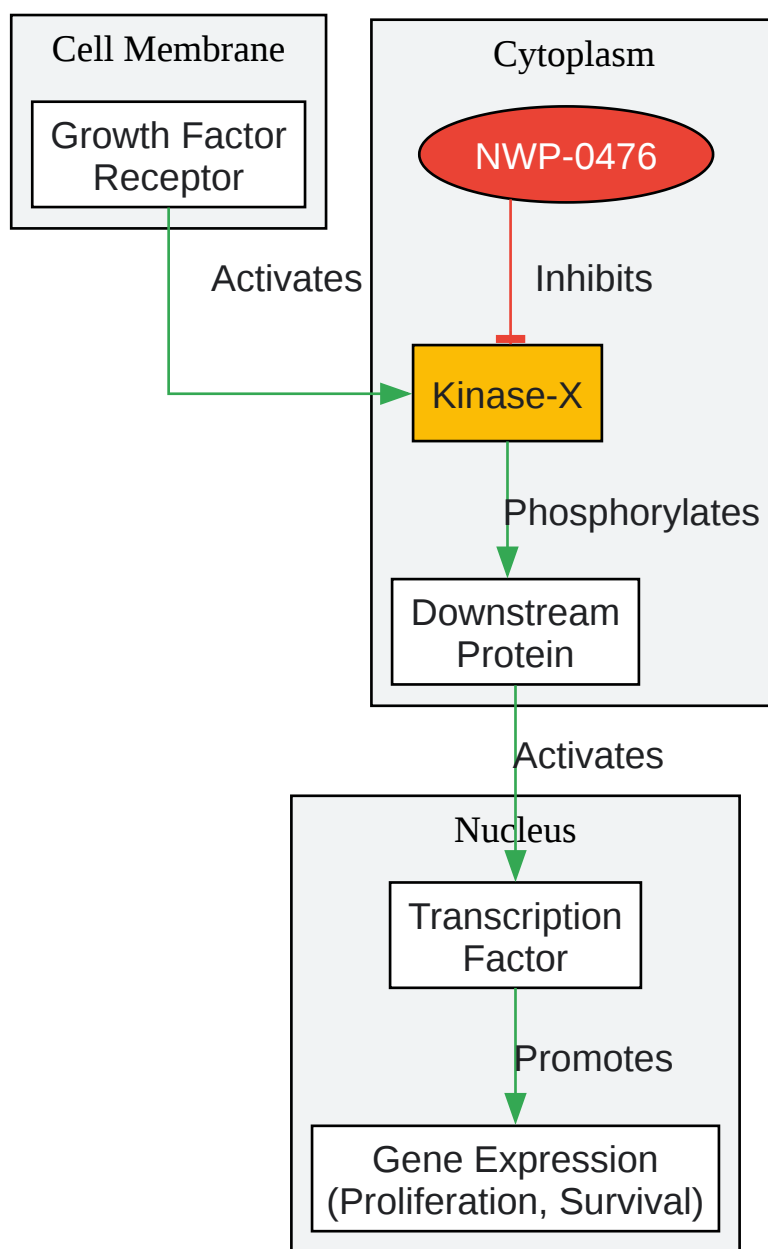 Cell Membrane
Growth Factor
Receptor
Activates
Cytoplasm
NWP-0476
Inhibits
Kinase-X
Phosphorylates
Downstream
Protein
Activates
Nucleus
Transcription
Factor
Promotes
Gene Expression
(Proliferation, Survival)